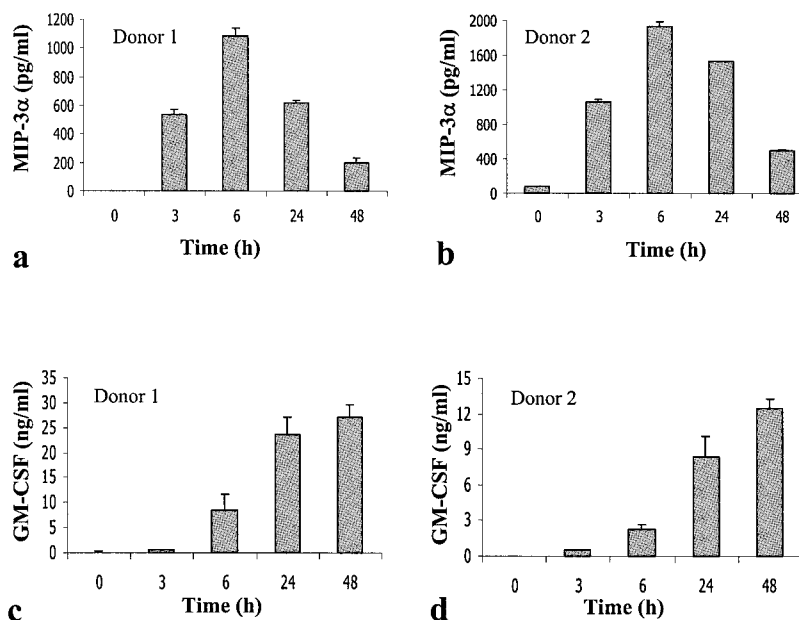 Donor 1
MIP-3α (pg/ml)
1200
1000
800
600
400
200
0
0 3 6 24 48
Time (h)
a
Donor 2
MIP-3α (pg/ml)
2000
1600
1200
800
400
0
0 3 6 24 48
Time (h)
b
Donor 1
GM-CSF (ng/ml)
35
30
25
20
15
10
5
0
0 3 6 24 48
Time (h)
c
Donor 2
GM-CSF (ng/ml)
15
12
9
6
3
0
0 3 6 24 48
Time (h)
d